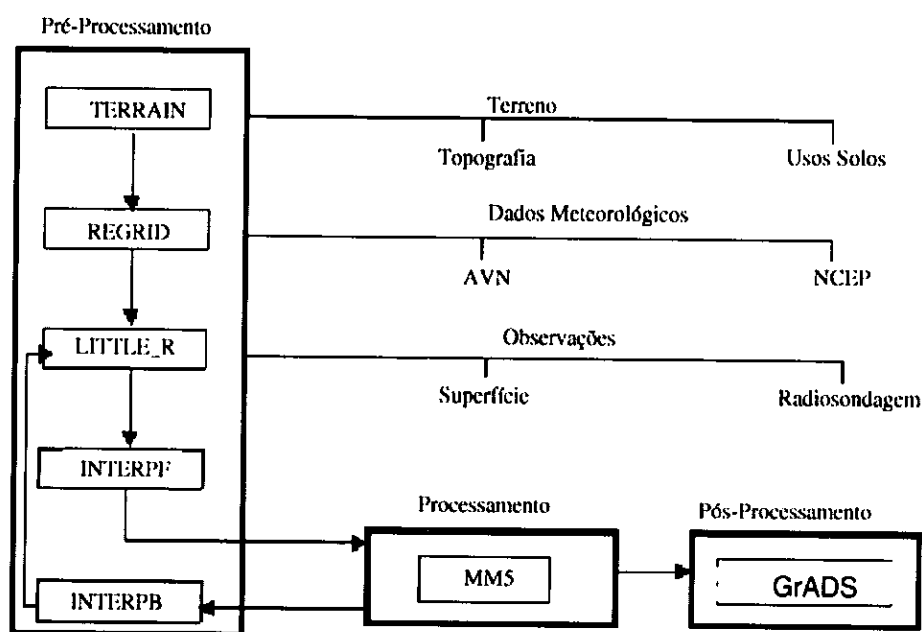 Pré-Processamento
TERRAIN
Terreno
Topografia
Usos Solos
REGRID
Dados Meteorológicos
AVN
NCEP
LITTLE_R
Observações
Superfície
Radiosondagem
INTERPF
Processamento
Pós-Processamento
MM5
GrADS
INTERPB